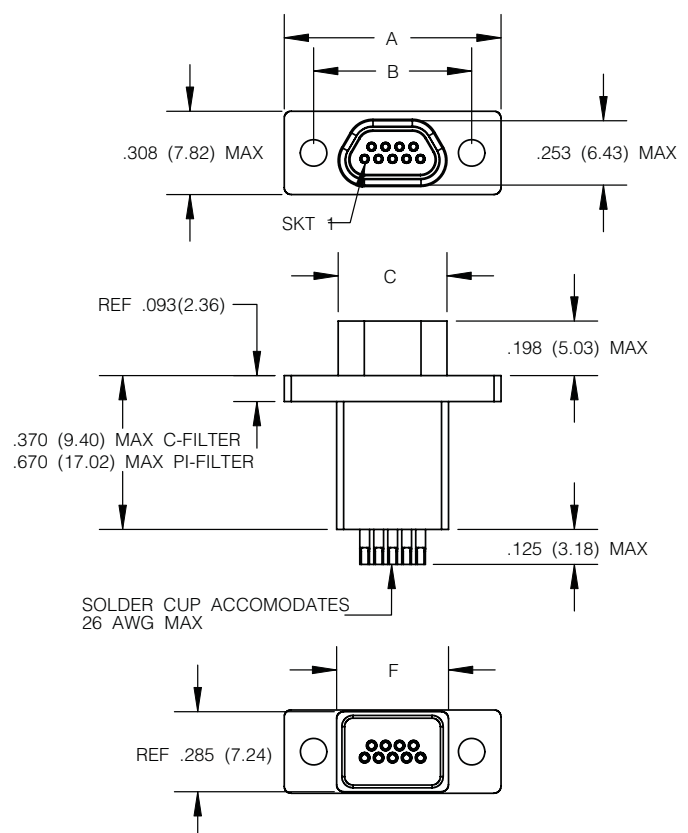 A
B
.308 (7.82) MAX
.253 (6.43) MAX
SKT 1
C
REF .093(2.36)
.198 (5.03) MAX
.370 (9.40) MAX C-FILTER
.670 (17.02) MAX PI-FILTER
.125 (3.18) MAX
SOLDER CUP ACCOMODATES
26 AWG MAX
F
REF .285 (7.24)